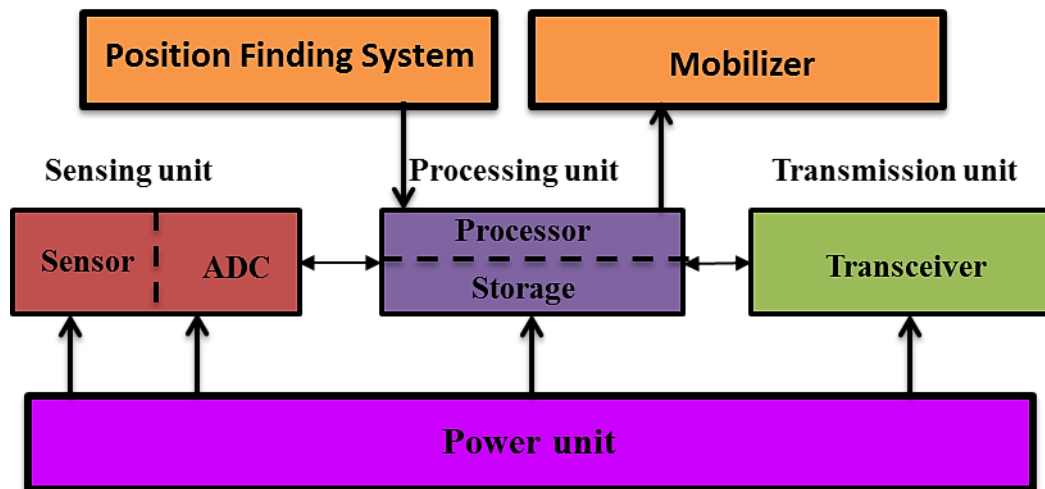 Position Finding System
Mobilizer
Sensing unit
Processing unit
Transmission unit
Sensor
ADC
Processor
Storage
Transceiver
Power unit